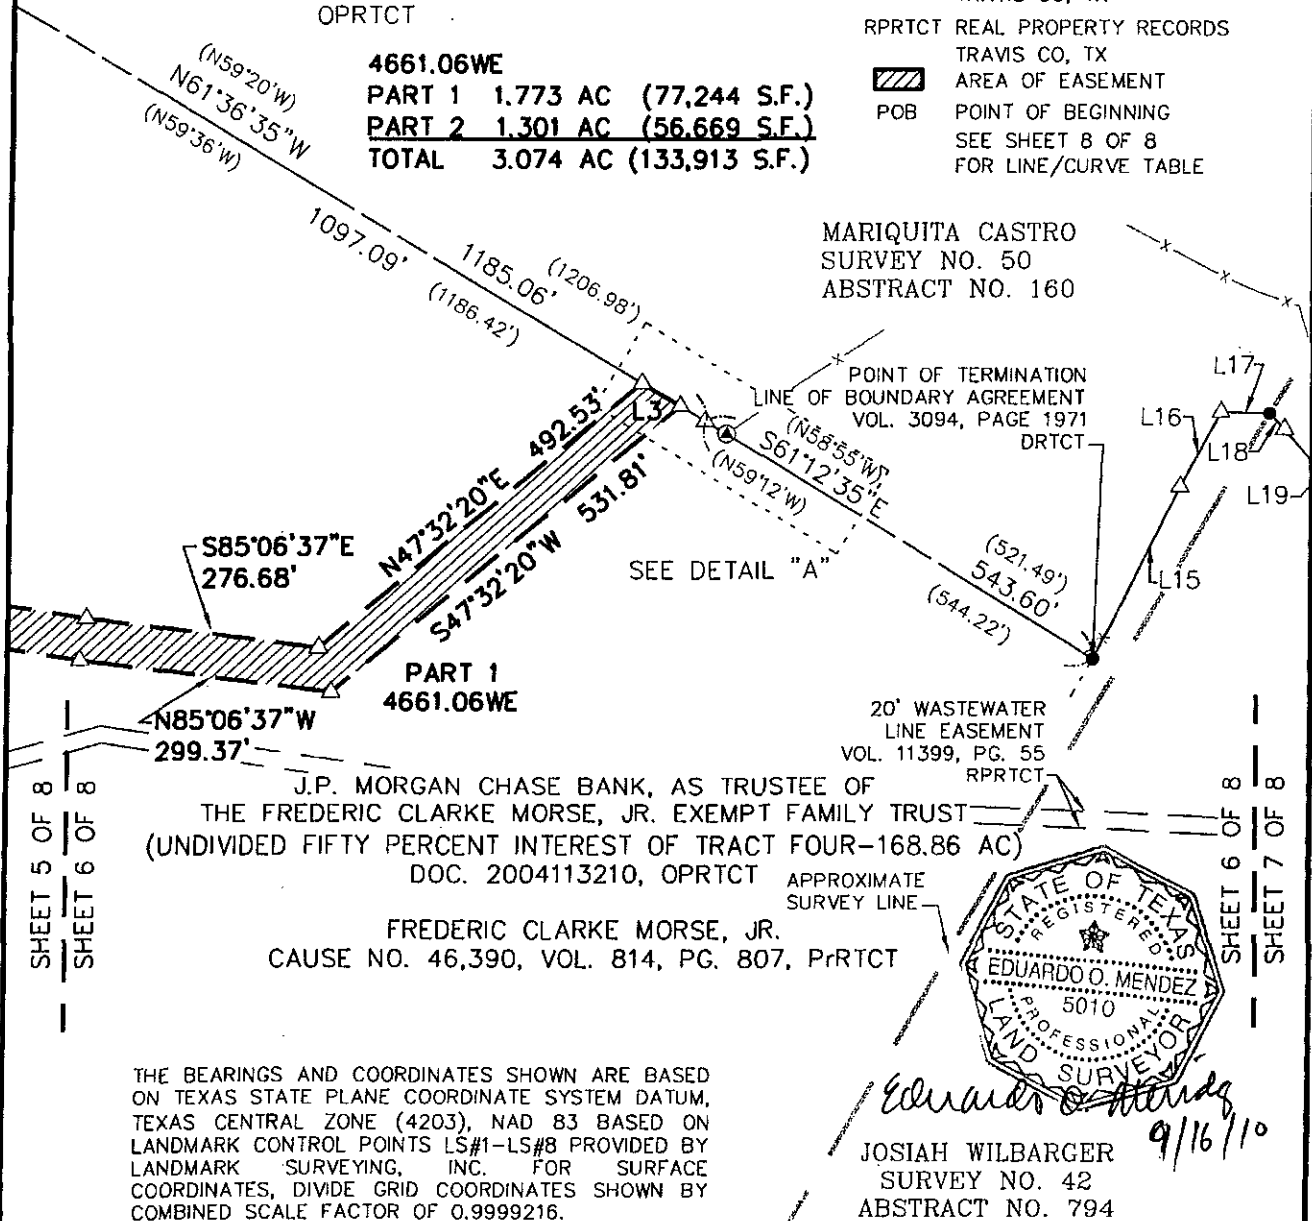 OPRTCT
4661.06WE
PART 1 1.773 AC (77,244 S.F.)
PART 2 1.301 AC (56,669 S.F.)
TOTAL 3.074 AC (133,913 S.F.)
RPRTCT REAL PROPERTY RECORDS
TRAVIS CO, TX
AREA OF EASEMENT
POB POINT OF BEGINNING
SEE SHEET 8 OF 8
FOR LINE/CURVE TABLE
(N59°20'W)
N61°36'35"W
(N59°36'W)
1097.09'
1185.06'
(1206.98')
(1186.42')
MARIQUITA CASTRO
SURVEY NO. 50
ABSTRACT NO. 160
POINT OF TERMINATION
LINE OF BOUNDARY AGREEMENT
VOL. 3094, PAGE 1971
DRTCT
L3
(N58°55'W)
S61°12'35"E
(N59°12'W)
L17
L16
L18
L19
L15
N47°32'20"E 492.53'
S47°32'20"W 531.81'
S85°06'37"E
276.68'
SEE DETAIL "A"
(521.49')
543.60'
(544.22')
PART 1
4661.06WE
N85°06'37"W
299.37'
20' WASTEWATER
LINE EASEMENT
VOL. 11399, PG. 55
RPRTCT
SHEET 5 OF 8
SHEET 6 OF 8
J.P. MORGAN CHASE BANK, AS TRUSTEE OF
THE FREDERIC CLARKE MORSE, JR. EXEMPT FAMILY TRUST
(UNDIVIDED FIFTY PERCENT INTEREST OF TRACT FOUR-168.86 AC)
DOC. 2004113210, OPRTCT
APPROXIMATE
SURVEY LINE
FREDERIC CLARKE MORSE, JR.
CAUSE NO. 46,390, VOL. 814, PG. 807, PrRTCT
SHEET 6 OF 8
SHEET 7 OF 8
STATE OF TEXAS
REGISTERED
EDUARDO O. MENDEZ
5010
PROFESSIONAL
LAND SURVEYOR
Eduardo O. Mendez
9/16/10
THE BEARINGS AND COORDINATES SHOWN ARE BASED
ON TEXAS STATE PLANE COORDINATE SYSTEM DATUM,
TEXAS CENTRAL ZONE (4203), NAD 83 BASED ON
LANDMARK CONTROL POINTS LS#1-LS#8 PROVIDED BY
LANDMARK SURVEYING, INC. FOR SURFACE
COORDINATES, DIVIDE GRID COORDINATES SHOWN BY
COMBINED SCALE FACTOR OF 0.9999216.
JOSIAH WILBARGER
SURVEY NO. 42
ABSTRACT NO. 794